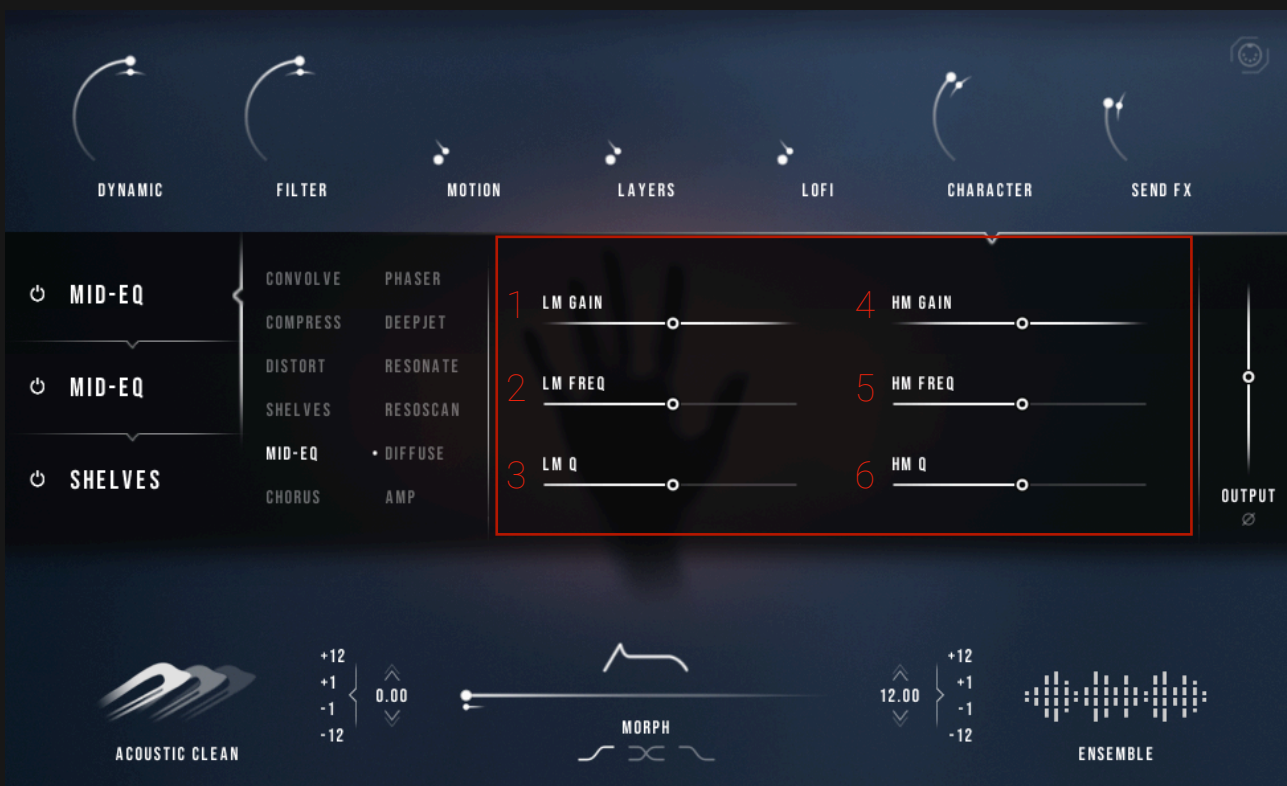 DYNAMIC FILTER MOTION LAYERS LOFI CHARACTER SEND FX
MID-EQ
MID-EQ
SHELVES
CONVOLVE PHASER
COMPRESS DEEPJET
DISTORT RESONATE
SHELVES RESOSCAN
MID-EQ • DIFFUSE
CHORUS AMP
1 LM GAIN
2 LM FREQ
3 LM Q
4 HM GAIN
5 HM FREQ
6 HM Q
OUTPUT
Ø
ACOUSTIC CLEAN
+12
+1
-1
-12
0.00
MORPH
12.00
+12
+1
-1
-12
ENSEMBLE